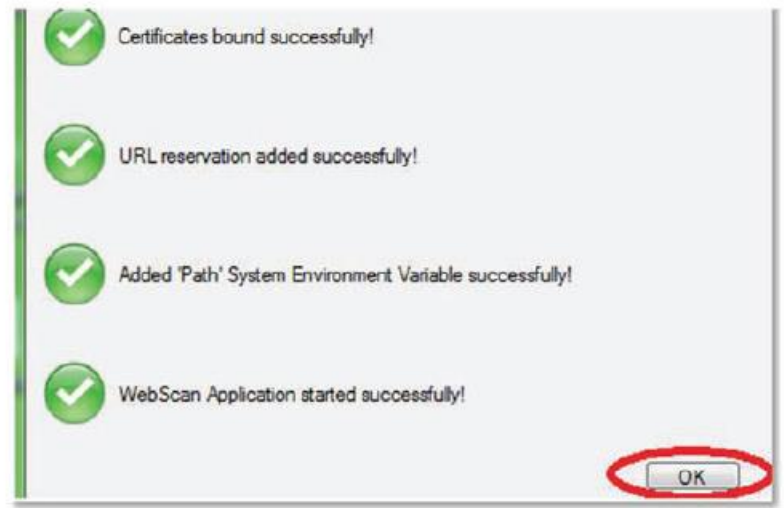 Certificates bound successfully!
URL reservation added successfully!
Added 'Path' System Environment Variable successfully!
WebScan Application started successfully!
OK